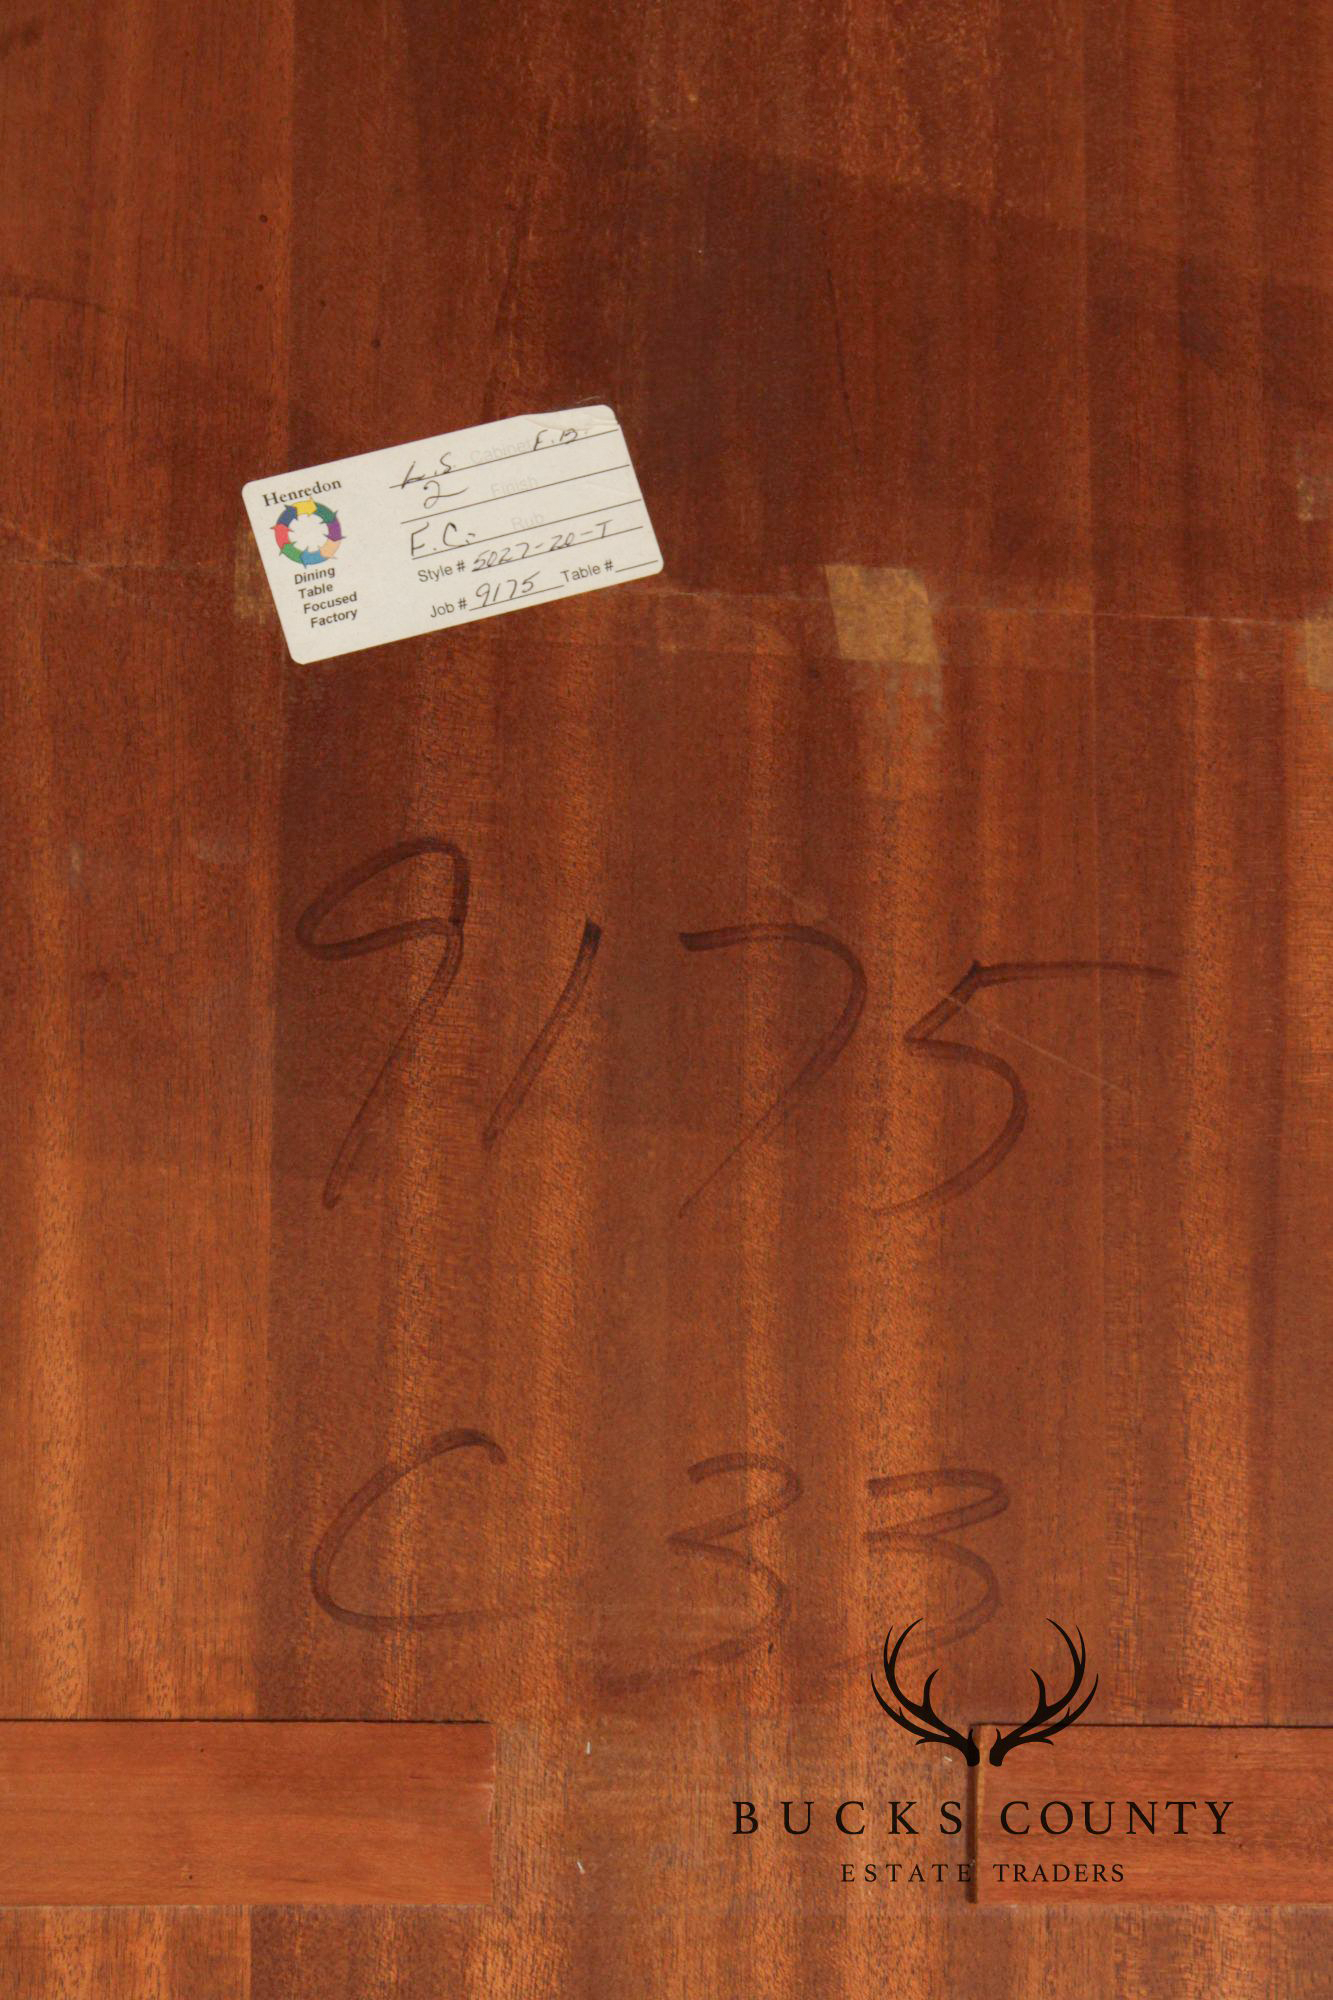 Henredon
Dining
Table
Focused
Factory
L.S. Cabinet F.B.
2 Finish
F.C. Rub
Style # 5027-20-T
Job # 9175 Table #
9175
C 33
BUCKS COUNTY
ESTATE TRADERS